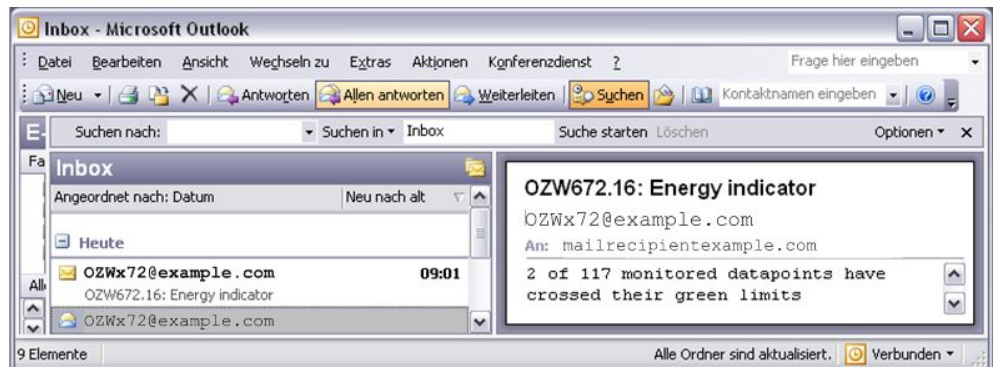 Inbox - Microsoft Outlook
Datei Bearbeiten Ansicht Wechseln zu Extras Aktionen Konferenzdienst ? Frage hier eingeben
Neu Antworten Allen antworten Weiterleiten Suchen Kontaktnamen eingeben
E- Suchen nach: Suchen in Inbox Suche starten Löschen Optionen
Fa Inbox
Angeordnet nach: Datum Neu nach alt
Heute
OZWx72@example.com 09:01
OZW672.16: Energy indicator
All
OZWx72@example.com
OZW672.16: Energy indicator
OZWx72@example.com
An: mailrecipientexample.com
2 of 117 monitored datapoints have
crossed their green limits
9 Elemente Alle Ordner sind aktualisiert. Verbunden